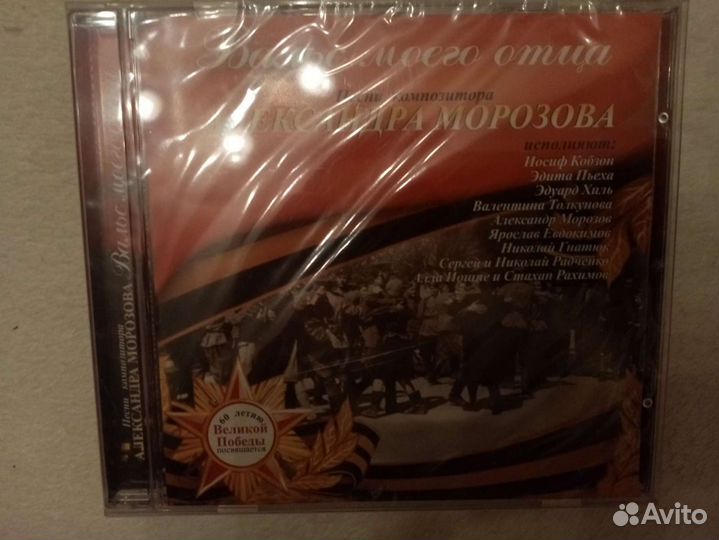 Вальс моего отца
Песни композитора
АЛЕКСАНДРА МОРОЗОВА
исполняют:
Иосиф Кобзон
Эдита Пьеха
Эдуард Хиль
Валентина Толкунова
Александр Морозов
Ярослав Евдокимов
Николай Гнатюк
Сергей и Николай Радченко
Алла Иошпе и Стахан Рахимов
60 летию
Великой
Победы
посвящается
Песни композитора
АЛЕКСАНДРА МОРОЗОВА Вальс моего
Avito